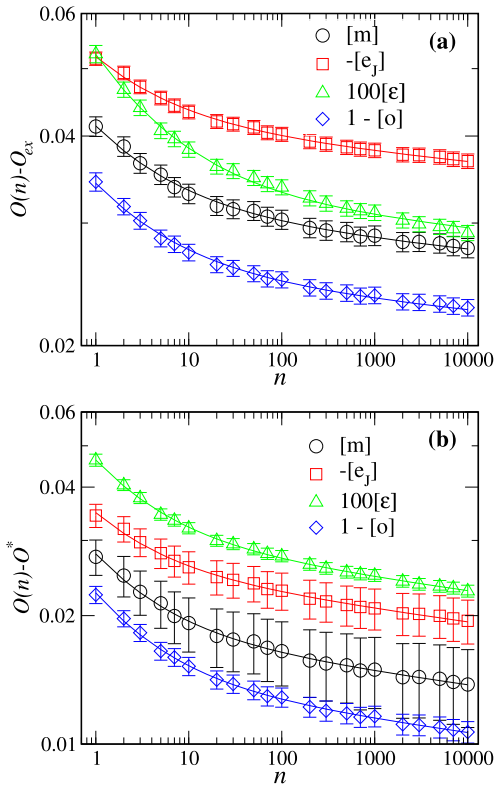 0.06
(a)
[m]
-[e_J]
100[ε]
1 - [o]
0.04
O(n)-O_ex
0.02
1
10
100
1000
10000
n
0.06
(b)
[m]
-[e_J]
100[ε]
1 - [o]
0.04
O(n)-O^*
0.02
0.01
1
10
100
1000
10000
n